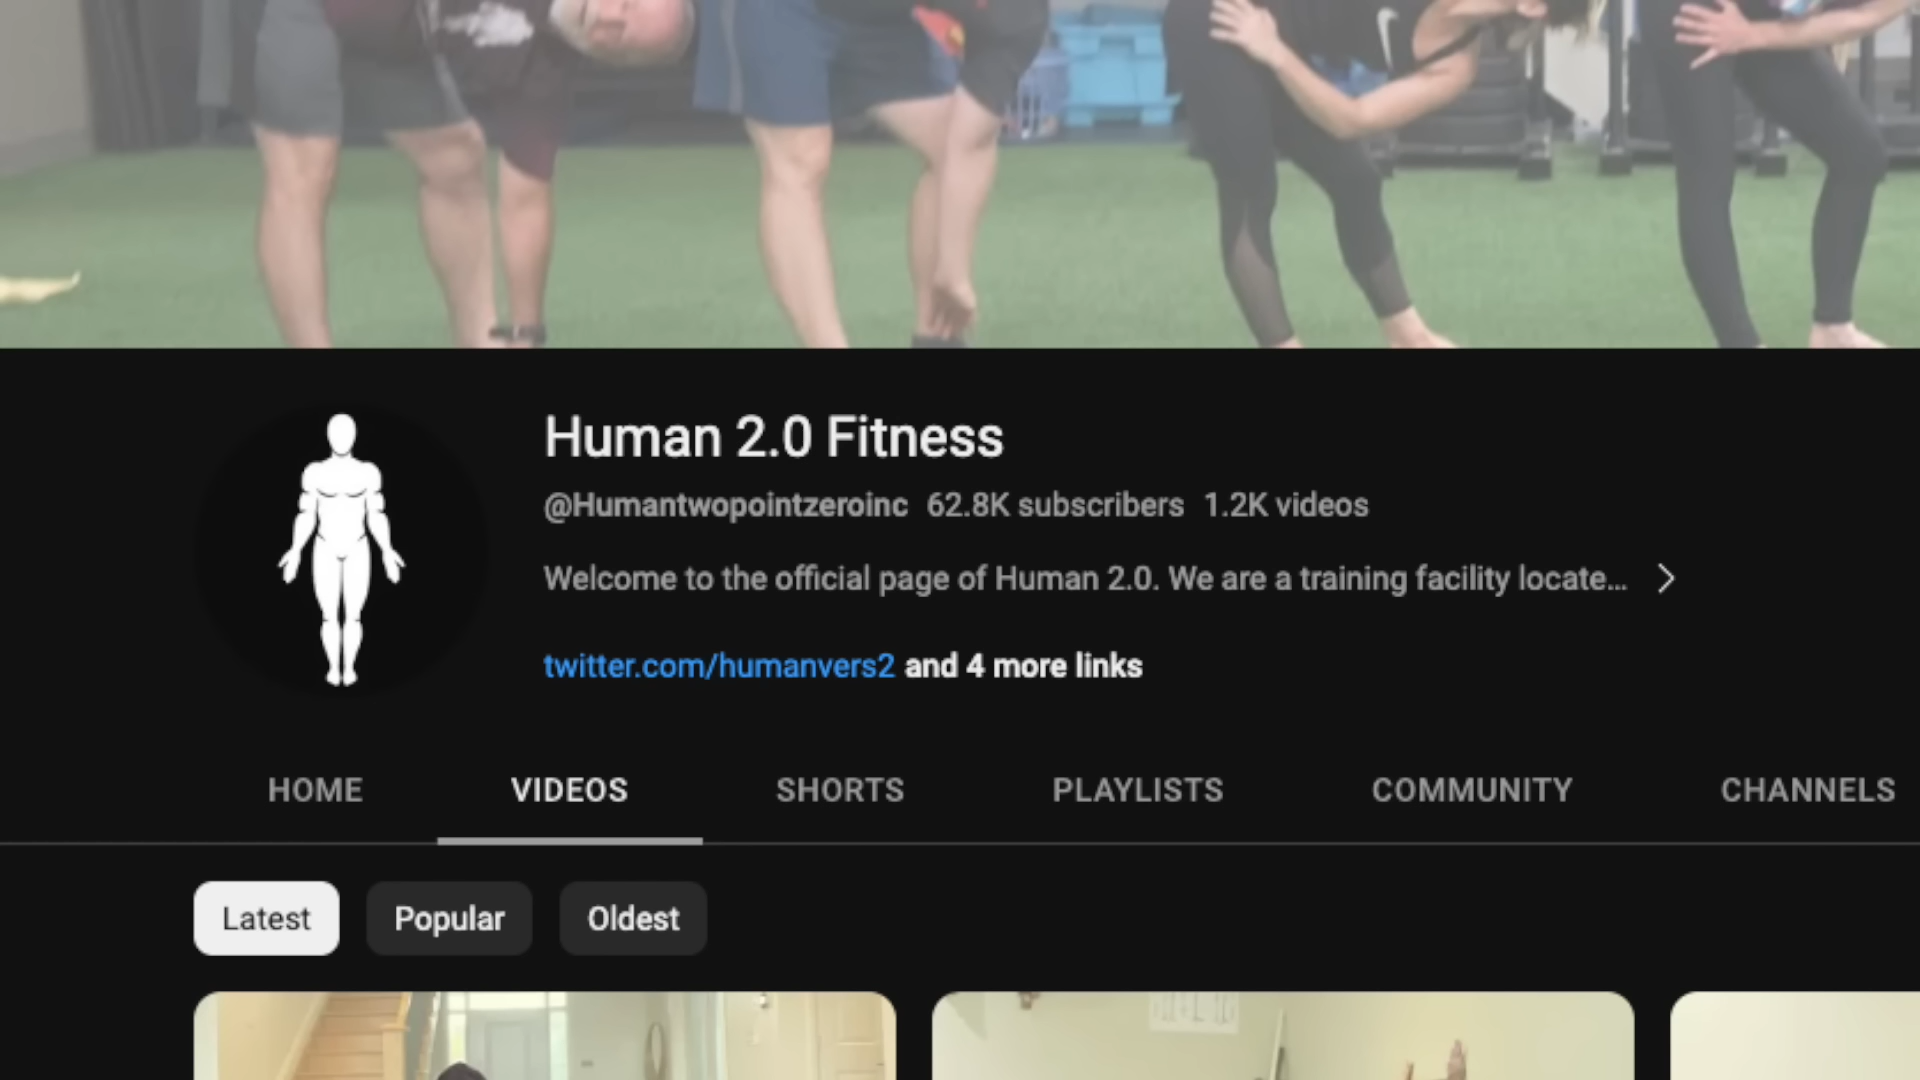 Human 2.0 Fitness
@Humantwopointzeroinc 62.8K subscribers 1.2K videos
Welcome to the official page of Human 2.0. We are a training facility locate...
twitter.com/humanvers2 and 4 more links
HOME VIDEOS SHORTS PLAYLISTS COMMUNITY CHANNELS
Latest Popular Oldest